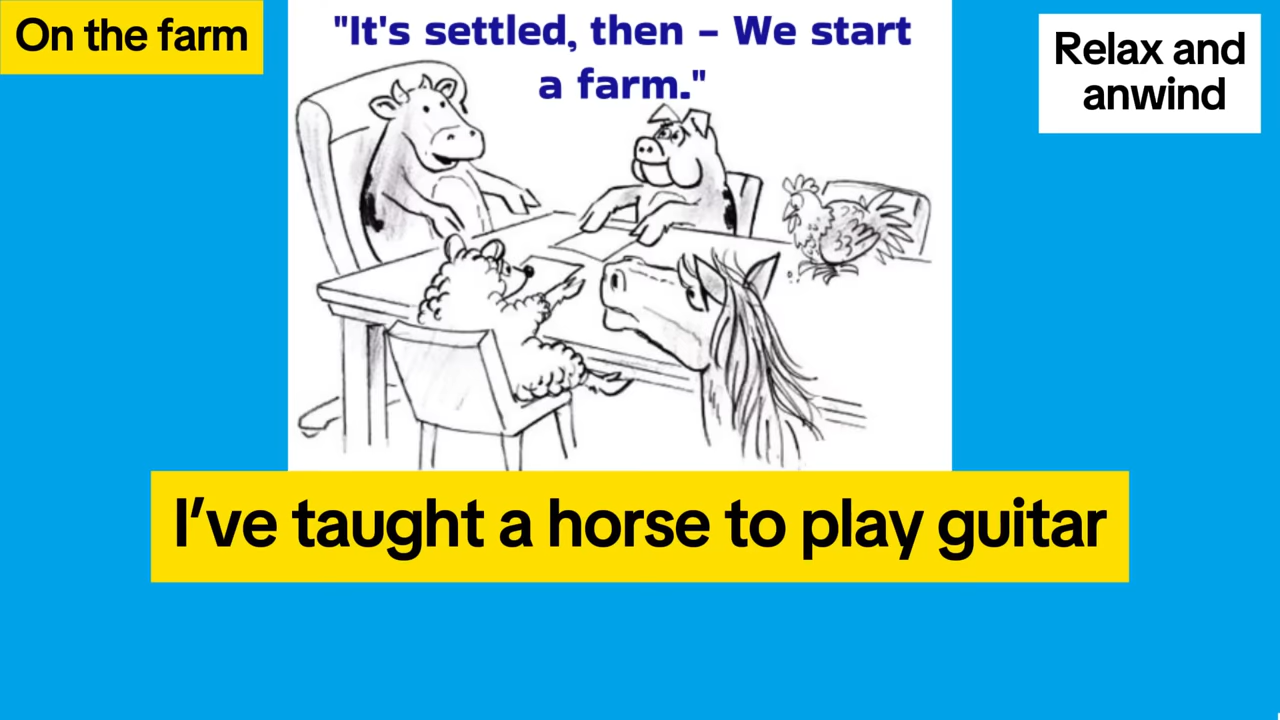 On the farm
"It's settled, then – We start
a farm."
Relax and
anwind
I’ve taught a horse to play guitar